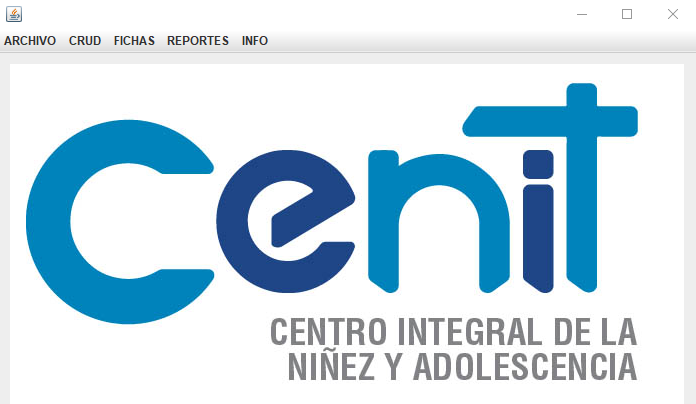 ARCHIVO CRUD FICHAS REPORTES INFO
Cenit
CENTRO INTEGRAL DE LA
NIÑEZ Y ADOLESCENCIA